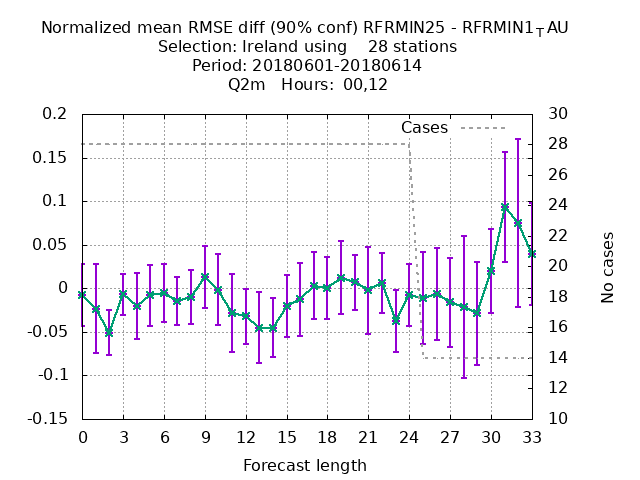 Normalized mean RMSE diff (90% conf) RFRMIN25 - RFRMIN1_TAU
Selection: Ireland using    28 stations
Period: 20180601-20180614
Q2m   Hours:  00,12
Cases
0.2
0.15
0.1
0.05
0
-0.05
-0.1
-0.15
30
28
26
24
22
20
18
16
14
12
10
No cases
0 3 6 9 12 15 18 21 24 27 30 33
Forecast length